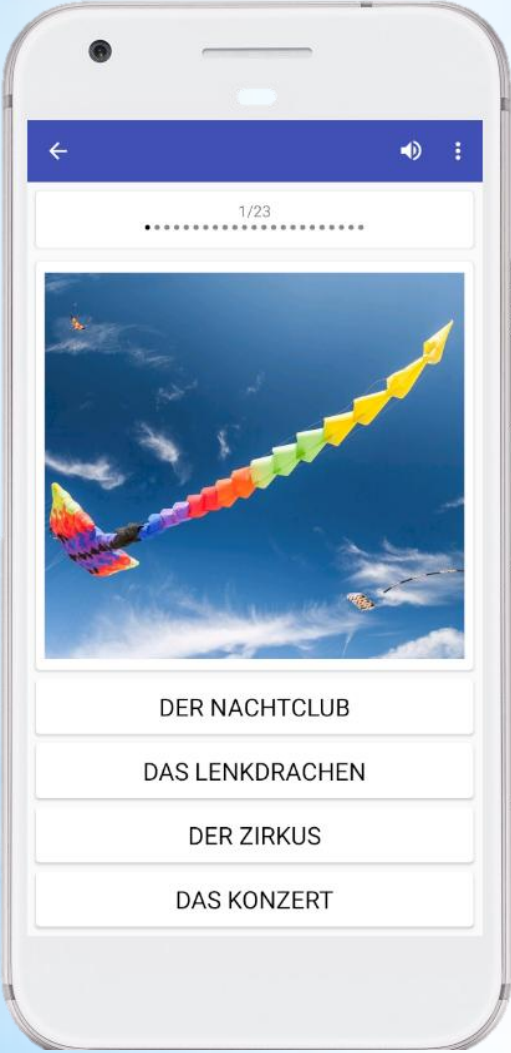 1/23
DER NACHTCLUB
DAS LENKDRACHEN
DER ZIRKUS
DAS KONZERT